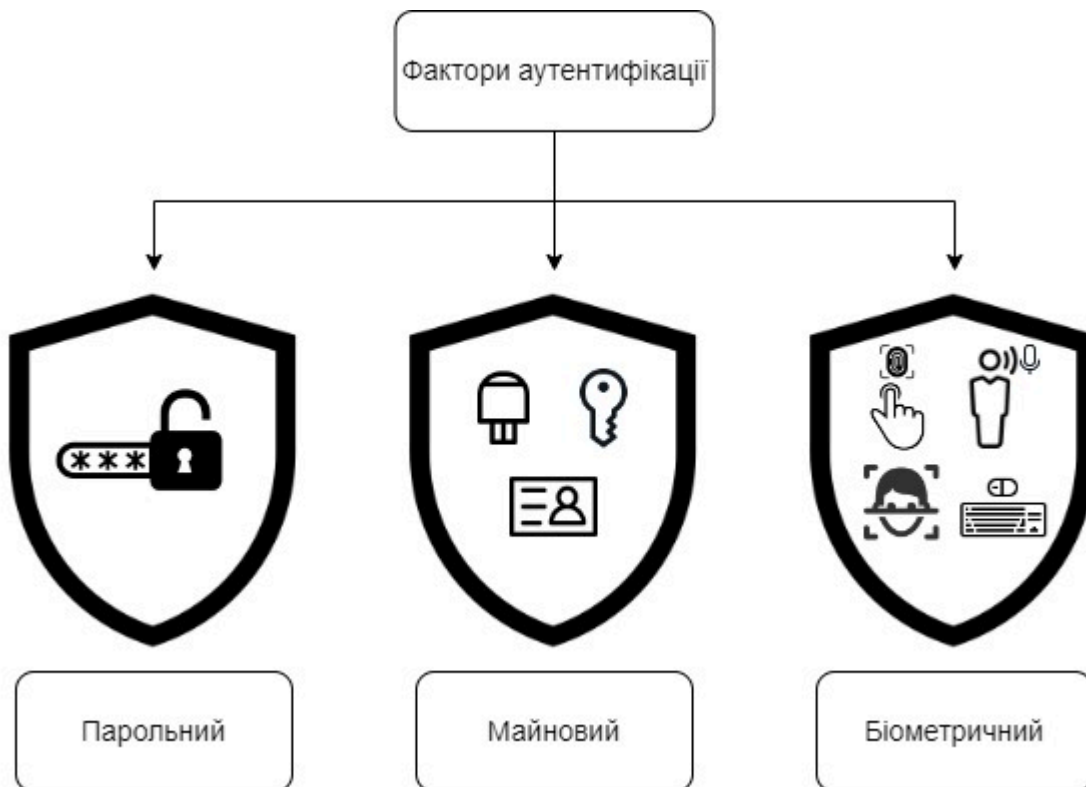 Фактори аутентифікації
***
Парольний
Майновий
Біометричний